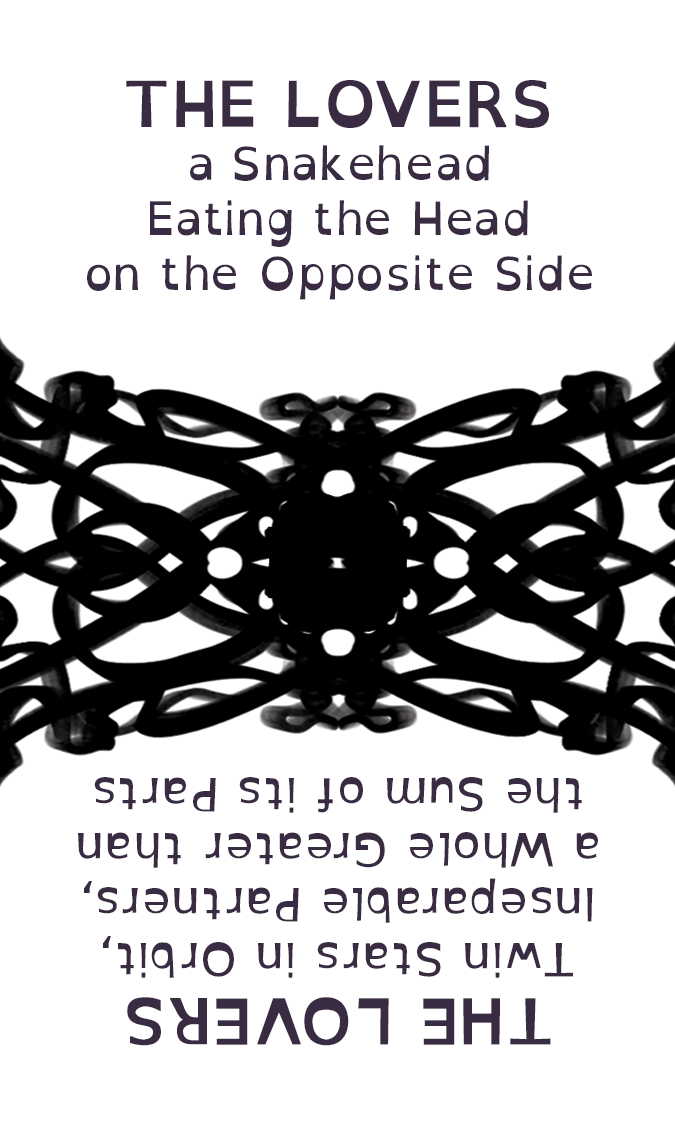 THE LOVERS
a Snakehead
Eating the Head
on the Opposite Side
THE LOVERS
Twin Stars in Orbit,
Inseparable Partners,
a Whole Greater than
the Sum of its Parts